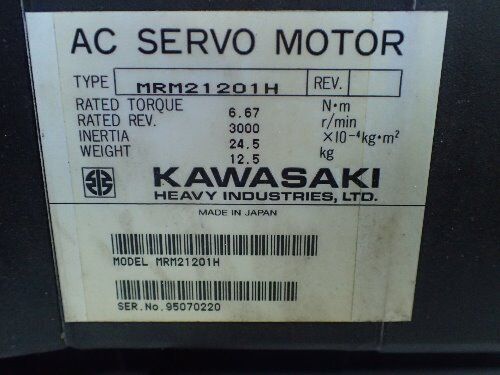 AC SERVO MOTOR
TYPE MRM21201H REV.
RATED TORQUE 6.67 N·m
RATED REV. 3000 r/min
INERTIA 24.5 ×10⁻⁴kg·m²
WEIGHT 12.5 kg
KAWASAKI
HEAVY INDUSTRIES, LTD.
MADE IN JAPAN
MODEL MRM21201H
SER.No.95070220